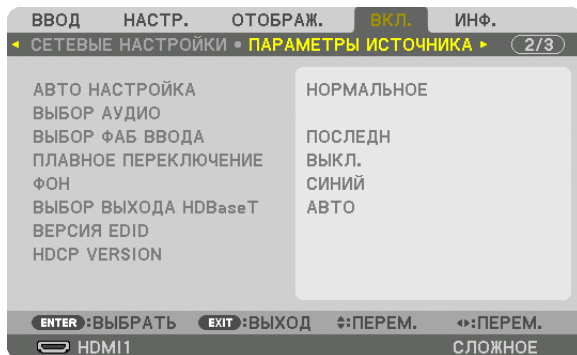 ВВОД НАСТР. ОТОБРАЖ. ВКЛ. ИНФ.
СЕТЕВЫЕ НАСТРОЙКИ • ПАРАМЕТРЫ ИСТОЧНИКА 2/3
АВТО НАСТРОЙКА НОРМАЛЬНОЕ
ВЫБОР АУДИО
ВЫБОР ФАБ ВВОДА ПОСЛЕДН
ПЛАВНОЕ ПЕРЕКЛЮЧЕНИЕ ВЫКЛ.
ФОН СИНИЙ
ВЫБОР ВЫХОДА HDBaseT АВТО
ВЕРСИЯ EDID
HDCP VERSION
ENTER:ВЫБРАТЬ EXIT:ВЫХОД :ПЕРЕМ. :ПЕРЕМ.
HDMI1 СЛОЖНОЕ